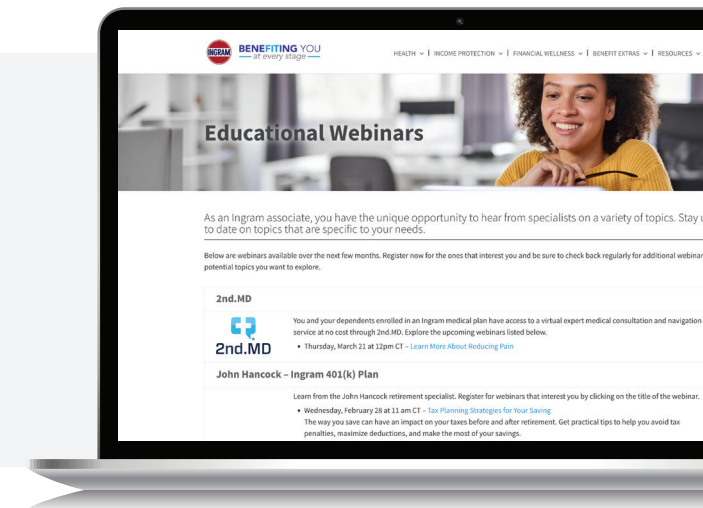 INGRAM
BENEFITING YOU
at every stage
HEALTH | INCOME PROTECTION | FINANCIAL WELLNESS | BENEFIT EXTRAS | RESOURCES
Educational Webinars
As an Ingram associate, you have the unique opportunity to hear from specialists on a variety of topics. Stay
to date on topics that are specific to your needs.
Below are webinars available over the next few months. Register now for the ones that interest you and be sure to check back regularly for additional
potential topics you want to explore.
2nd.MD
You and your dependents enrolled in an Ingram medical plan have access to a virtual expert medical consultation and navigation
service at no cost through 2nd.MD. Explore the upcoming webinars listed below.
2nd.MD
• Thursday, March 21 at 12pm CT – Learn More About Reducing Pain
John Hancock – Ingram 401(k) Plan
Learn from the John Hancock retirement specialist. Register for webinars that interest you by clicking on the title of the webinar.
• Wednesday, February 28 at 11 am CT – Tax Planning Strategies for Your Saving
The way you save can have an impact on your taxes before and after retirement. Get practical tips to help you avoid tax
penalties, maximize deductions, and make the most of your savings.